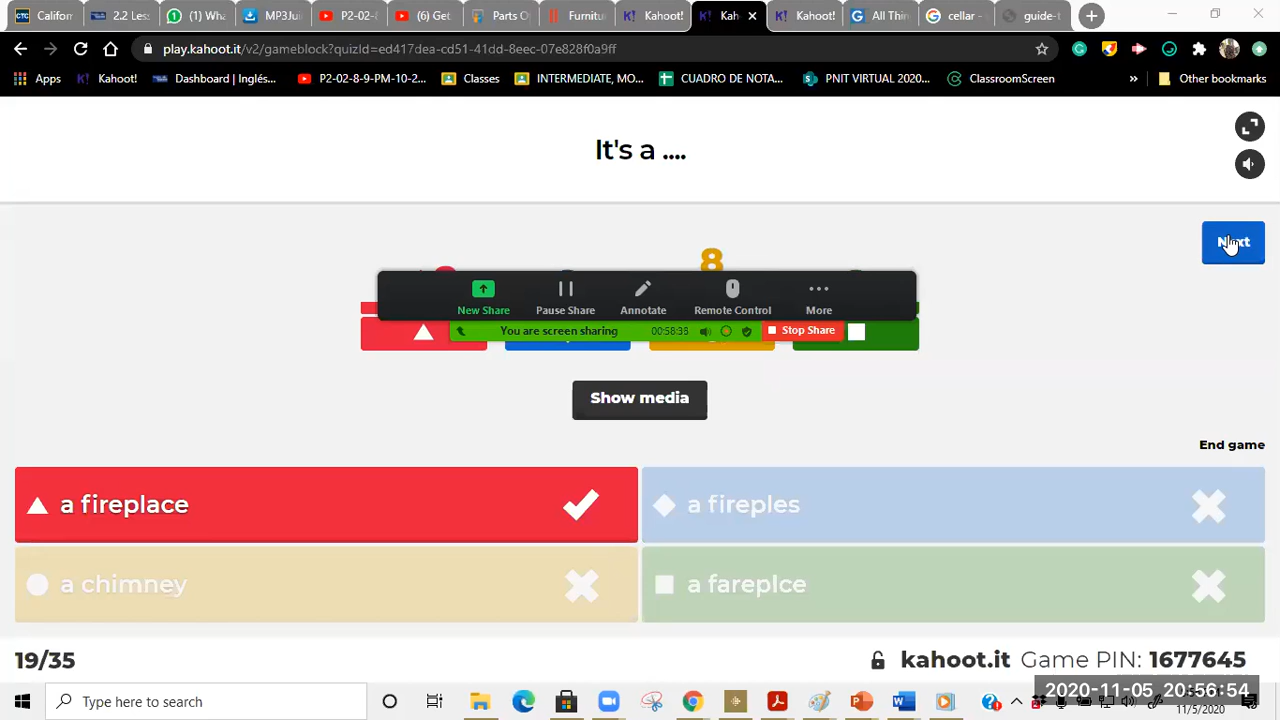 Califorr
2.2 Less
(1) Wha
MP3Juic
P2-02-8
(6) Get
Parts O
Furnitu
Kahoot!
Kah
Kahoot!
All Thin
cellar -
guide-t
play.kahoot.it/v2/gameblock?quizId=ed417dea-cd51-41dd-8eec-07e828f0a9ff
Apps
Kahoot!
Dashboard | Inglés...
P2-02-8-9-PM-10-2...
Classes
INTERMEDIATE, MO...
CUADRO DE NOTA...
PNIT VIRTUAL 2020...
ClassroomScreen
»
Other bookmarks
It's a ....
Next
8
New Share
Pause Share
Annotate
Remote Control
More
You are screen sharing
00:58:35
Stop Share
Show media
End game
a fireplace
a fireples
a chimney
a fareplce
19/35
kahoot.it Game PIN: 1677645
Type here to search
2020-11-05 20:56:54
11/5/2020